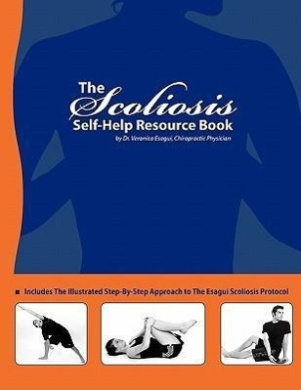 The
Scoliosis
Self-Help Resource Book
by Dr. Veronica Esagui, Chiropractic Physician
Includes The Illustrated Step-By-Step Approach to The Esagui Scoliosis Protocol